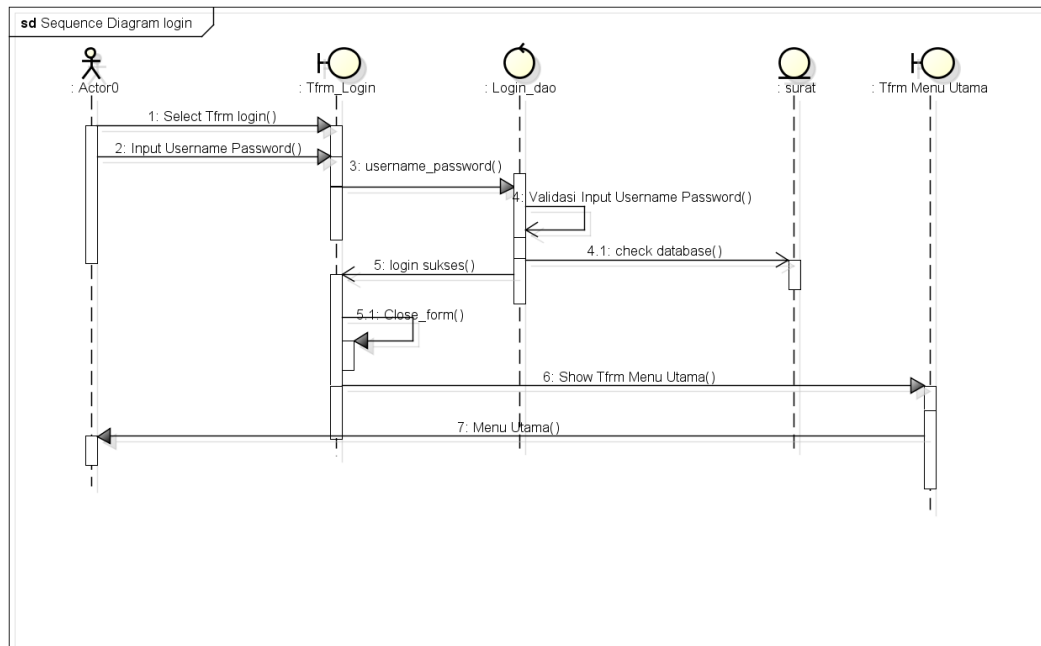 sd Sequence Diagram login
: Actor0
: Tfrm_Login
: Login_dao
: surat
: Tfrm Menu Utama
1: Select Tfrm login()
2: Input Username Password()
3: username_password()
4: Validasi Input Username Password()
4.1: check database()
5: login sukses()
5.1: Close_form()
6: Show Tfrm Menu Utama()
7: Menu Utama()